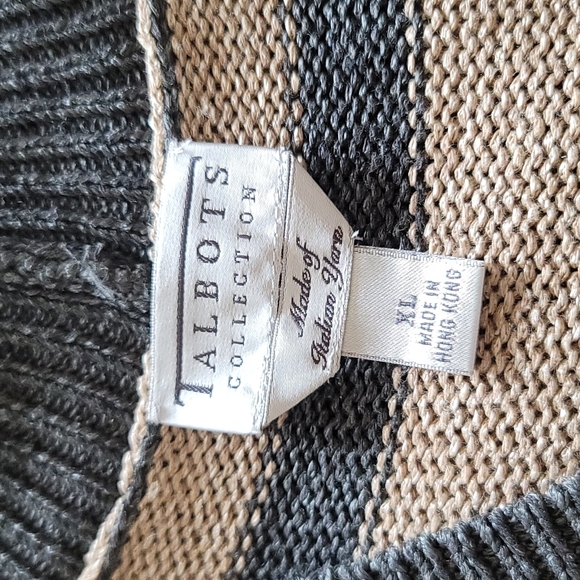 TALBOTS
COLLECTION
Made of
Italian Yarn
XL
MADE IN
HONG KONG